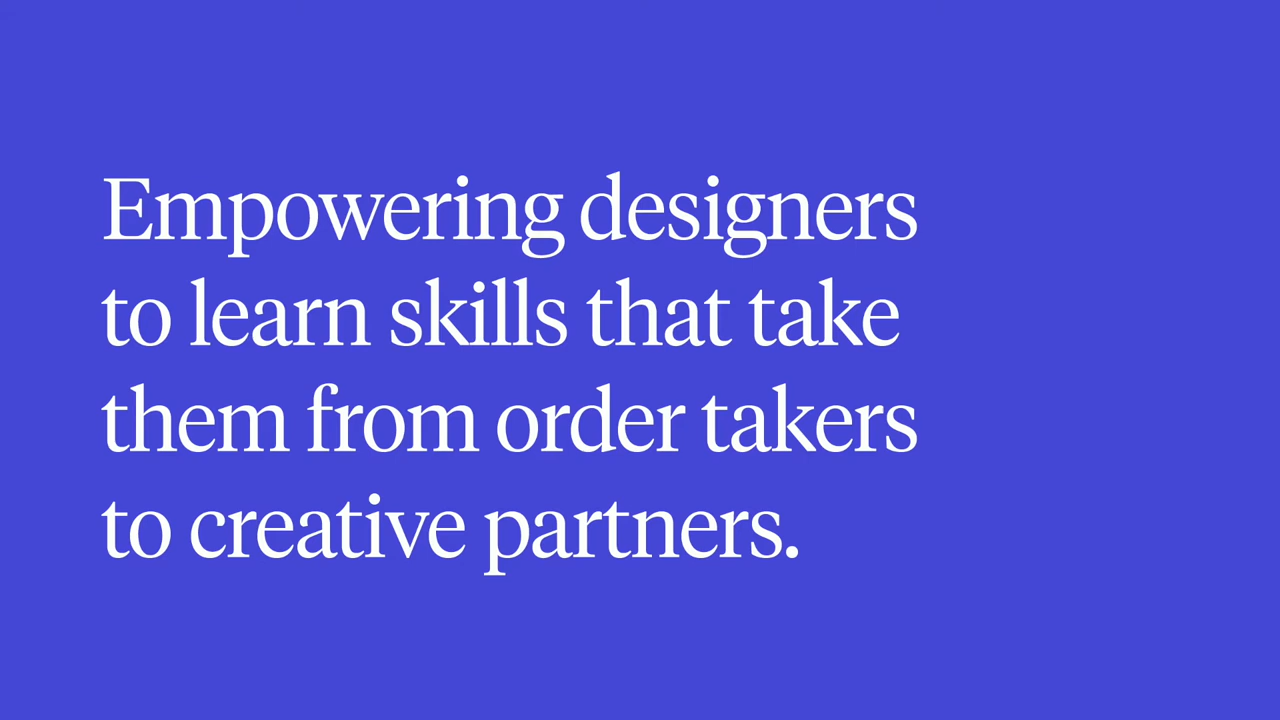 Empowering designers
to learn skills that take
them from order takers
to creative partners.